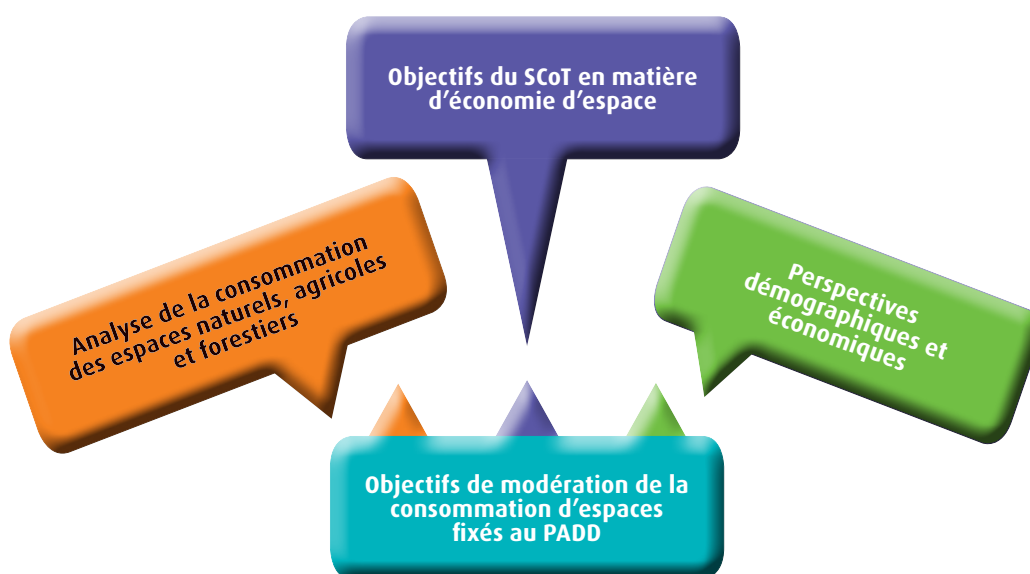 Objectifs du SCoT en matière
d'économie d'espace
Analyse de la consommation
des espaces naturels, agricoles
et forestiers
Perspectives
démographiques et
économiques
Objectifs de modération de la
consommation d'espaces
fixés au PADD